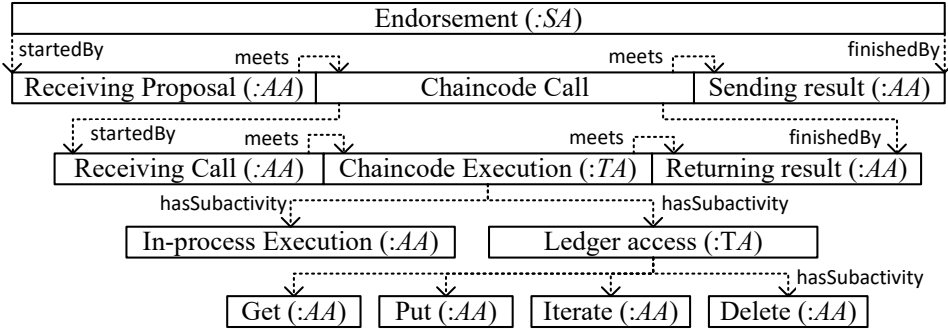 Endorsement (:SA)
startedBy meets meets finishedBy
Receiving Proposal (:AA) Chaincode Call Sending result (:AA)
startedBy meets meets finishedBy
Receiving Call (:AA) Chaincode Execution (:TA) Returning result (:AA)
hasSubactivity hasSubactivity
In-process Execution (:AA) Ledger access (:TA)
hasSubactivity
Get (:AA) Put (:AA) Iterate (:AA) Delete (:AA)